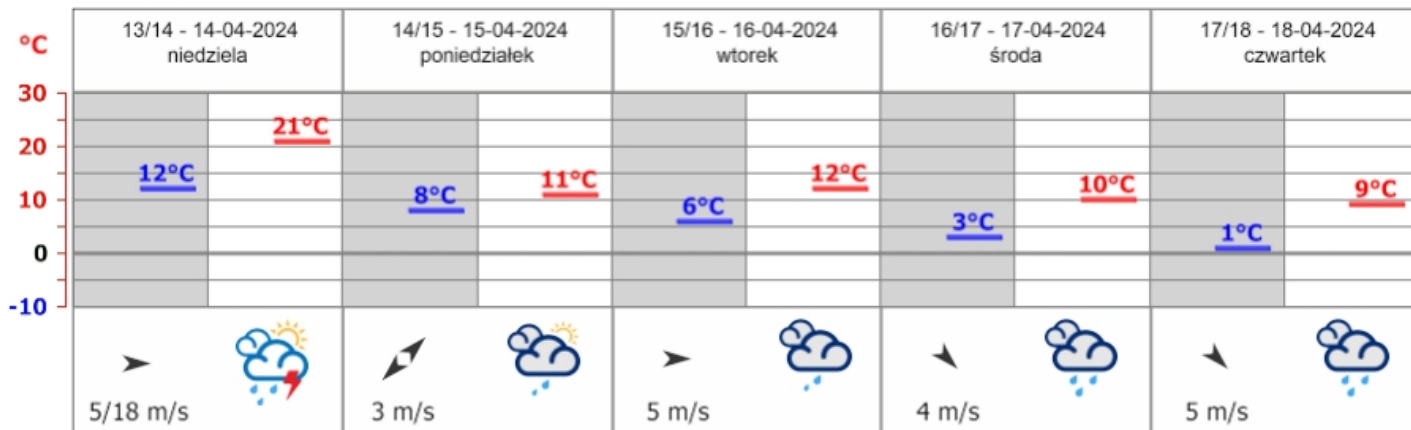 °C
13/14 - 14-04-2024
niedziela
14/15 - 15-04-2024
poniedziałek
15/16 - 16-04-2024
wtorek
16/17 - 17-04-2024
środa
17/18 - 18-04-2024
czwartek
30
20
10
0
-10
12°C
21°C
8°C
11°C
6°C
12°C
3°C
10°C
1°C
9°C
5/18 m/s
3 m/s
5 m/s
4 m/s
5 m/s